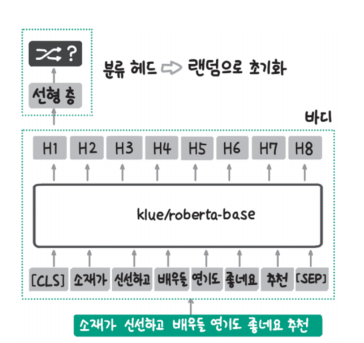 ?
분류 헤드 ⇨ 랜덤으로 초기화
선형 층
바디
H1 H2 H3 H4 H5 H6 H7 H8
klue/roberta-base
[CLS] 소재가 신선하고 배우들 연기도 좋네요 추천 [SEP]
소재가 신선하고 배우들 연기도 좋네요 추천